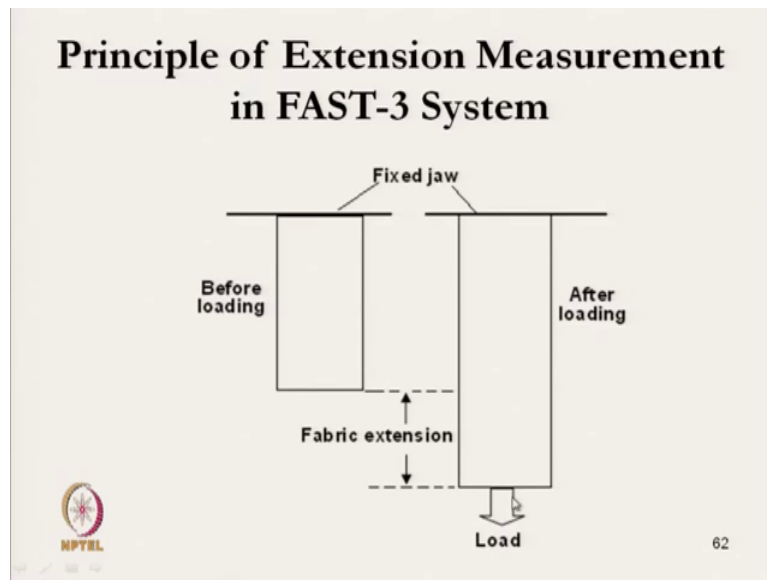 Principle of Extension Measurement
in FAST-3 System
Fixed jaw
Before
loading
After
loading
Fabric extension
Load
NPTEL
62